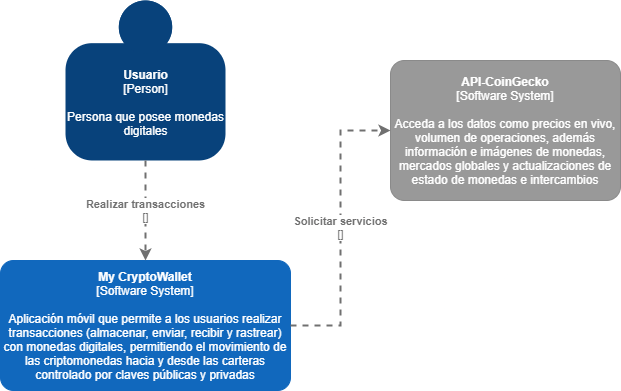 Usuario
[Person]
Persona que posee monedas
digitales
API-CoinGecko
[Software System]
Acceda a los datos como precios en vivo,
volumen de operaciones, además
información e imágenes de monedas,
mercados globales y actualizaciones de
estado de monedas e intercambios
Realizar transacciones
[]
Solicitar servicios
[]
My CryptoWallet
[Software System]
Aplicación móvil que permite a los usuarios realizar
transacciones (almacenar, enviar, recibir y rastrear)
con monedas digitales, permitiendo el movimiento de
las criptomonedas hacia y desde las carteras
controlado por claves públicas y privadas